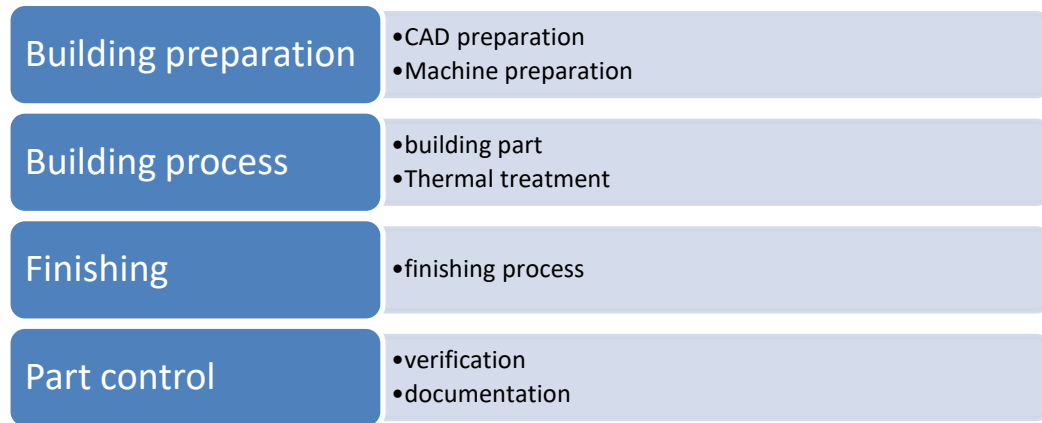 Building preparation
•CAD preparation
•Machine preparation
Building process
•building part
•Thermal treatment
Finishing
•finishing process
Part control
•verification
•documentation